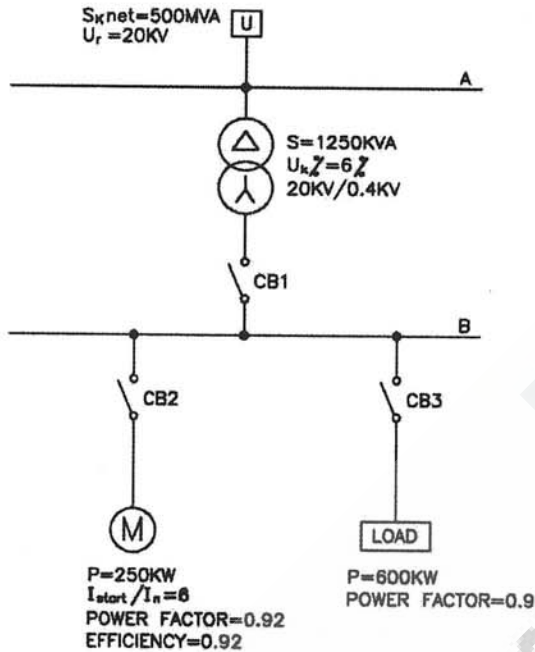 SKnet=500MVA
Ur=20KV
U
A
S=1250KVA
Uk%=6%
20KV/0.4KV
CB1
B
CB2
CB3
M
LOAD
P=250KW
Istart/In=6
POWER FACTOR=0.92
EFFICIENCY=0.92
P=600KW
POWER FACTOR=0.9